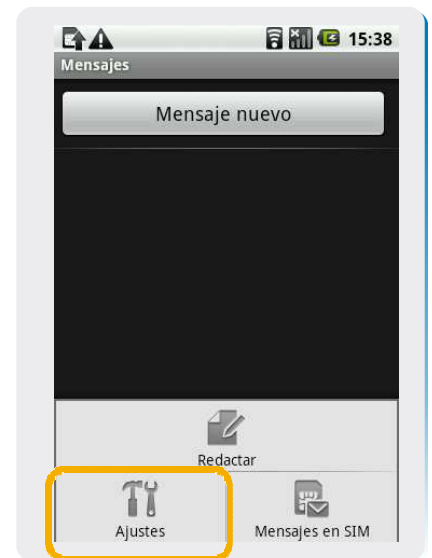 15:38
Mensajes
Mensaje nuevo
Redactar
Ajustes
Mensajes en SIM